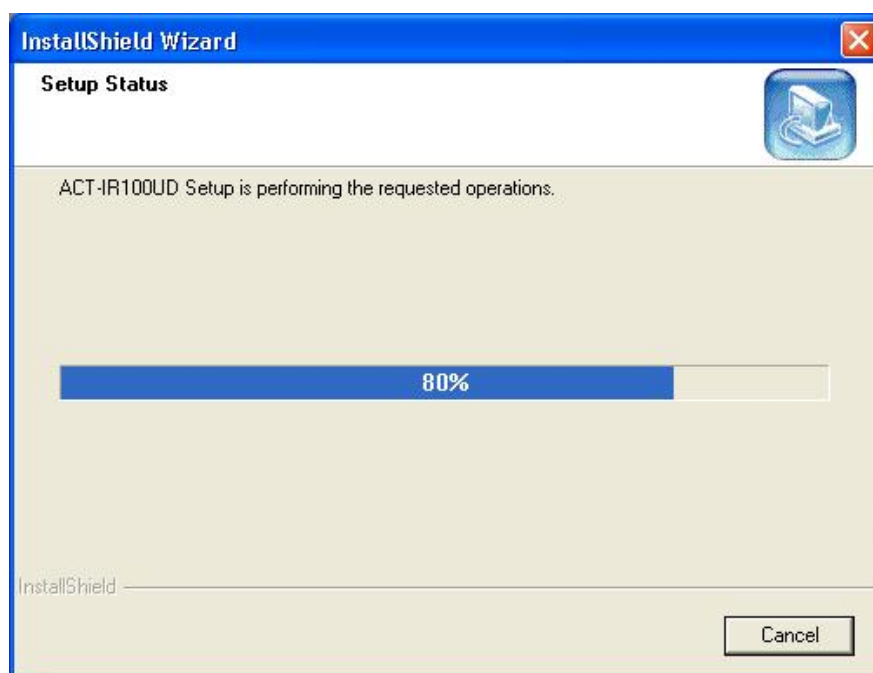 InstallShield Wizard
Setup Status
ACT-IR100UD Setup is performing the requested operations.
80%
InstallShield
Cancel